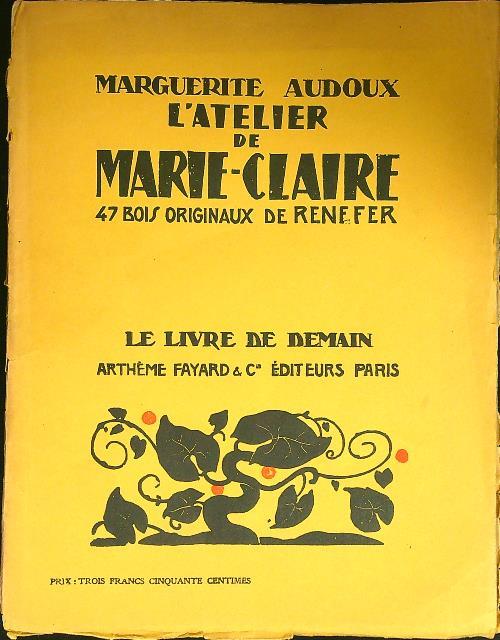 MARGUERITE AUDOUX
L'ATELIER
DE
MARIE-CLAIRE
47 BOIS ORIGINAUX DE RENEFER
LE LIVRE DE DEMAIN
ARTHÈME FAYARD & Cie ÉDITEURS PARIS
PRIX : TROIS FRANCS CINQUANTE CENTIMES